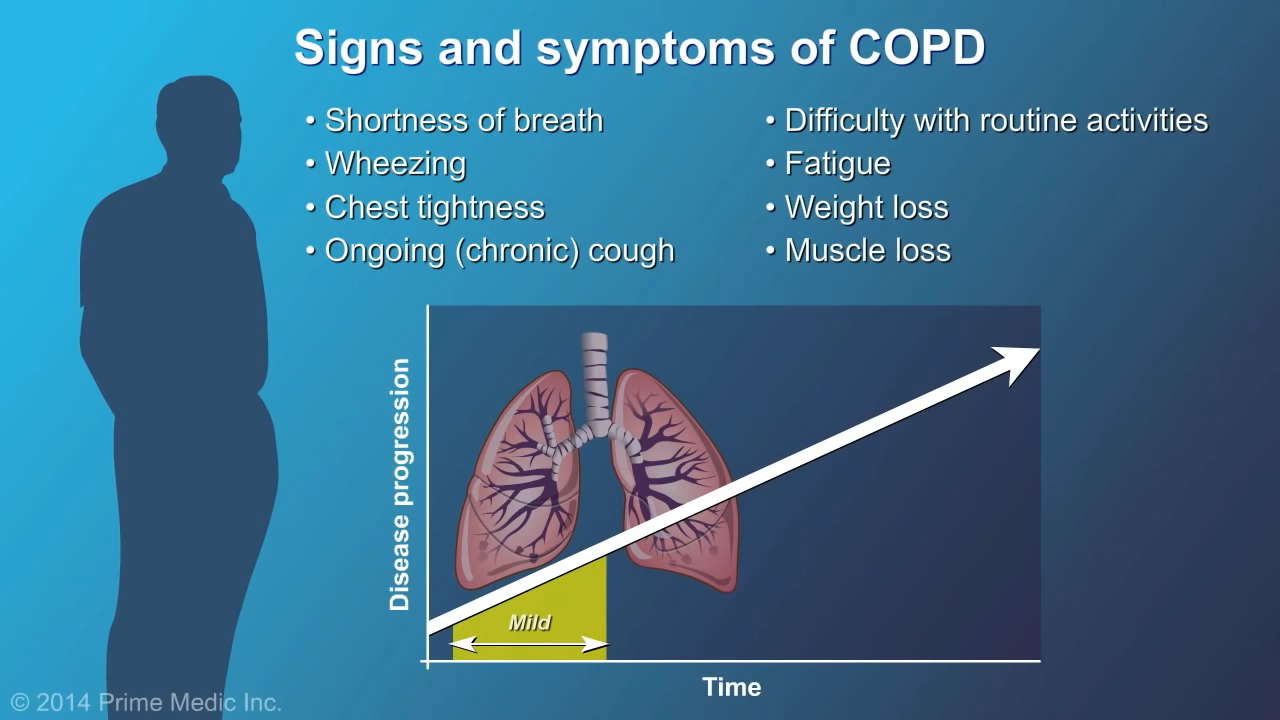 Signs and symptoms of COPD
• Shortness of breath
• Wheezing
• Chest tightness
• Ongoing (chronic) cough
• Difficulty with routine activities
• Fatigue
• Weight loss
• Muscle loss
Disease progression
Mild
Time
© 2014 Prime Medic Inc.